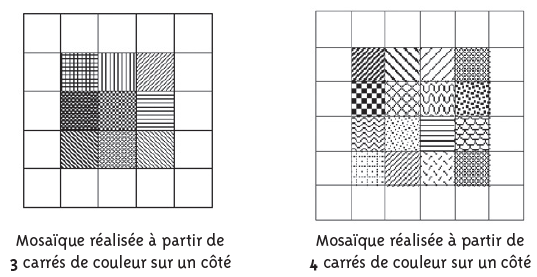 Mosaïque réalisée à partir de
3 carrés de couleur sur un côté
Mosaïque réalisée à partir de
4 carrés de couleur sur un côté